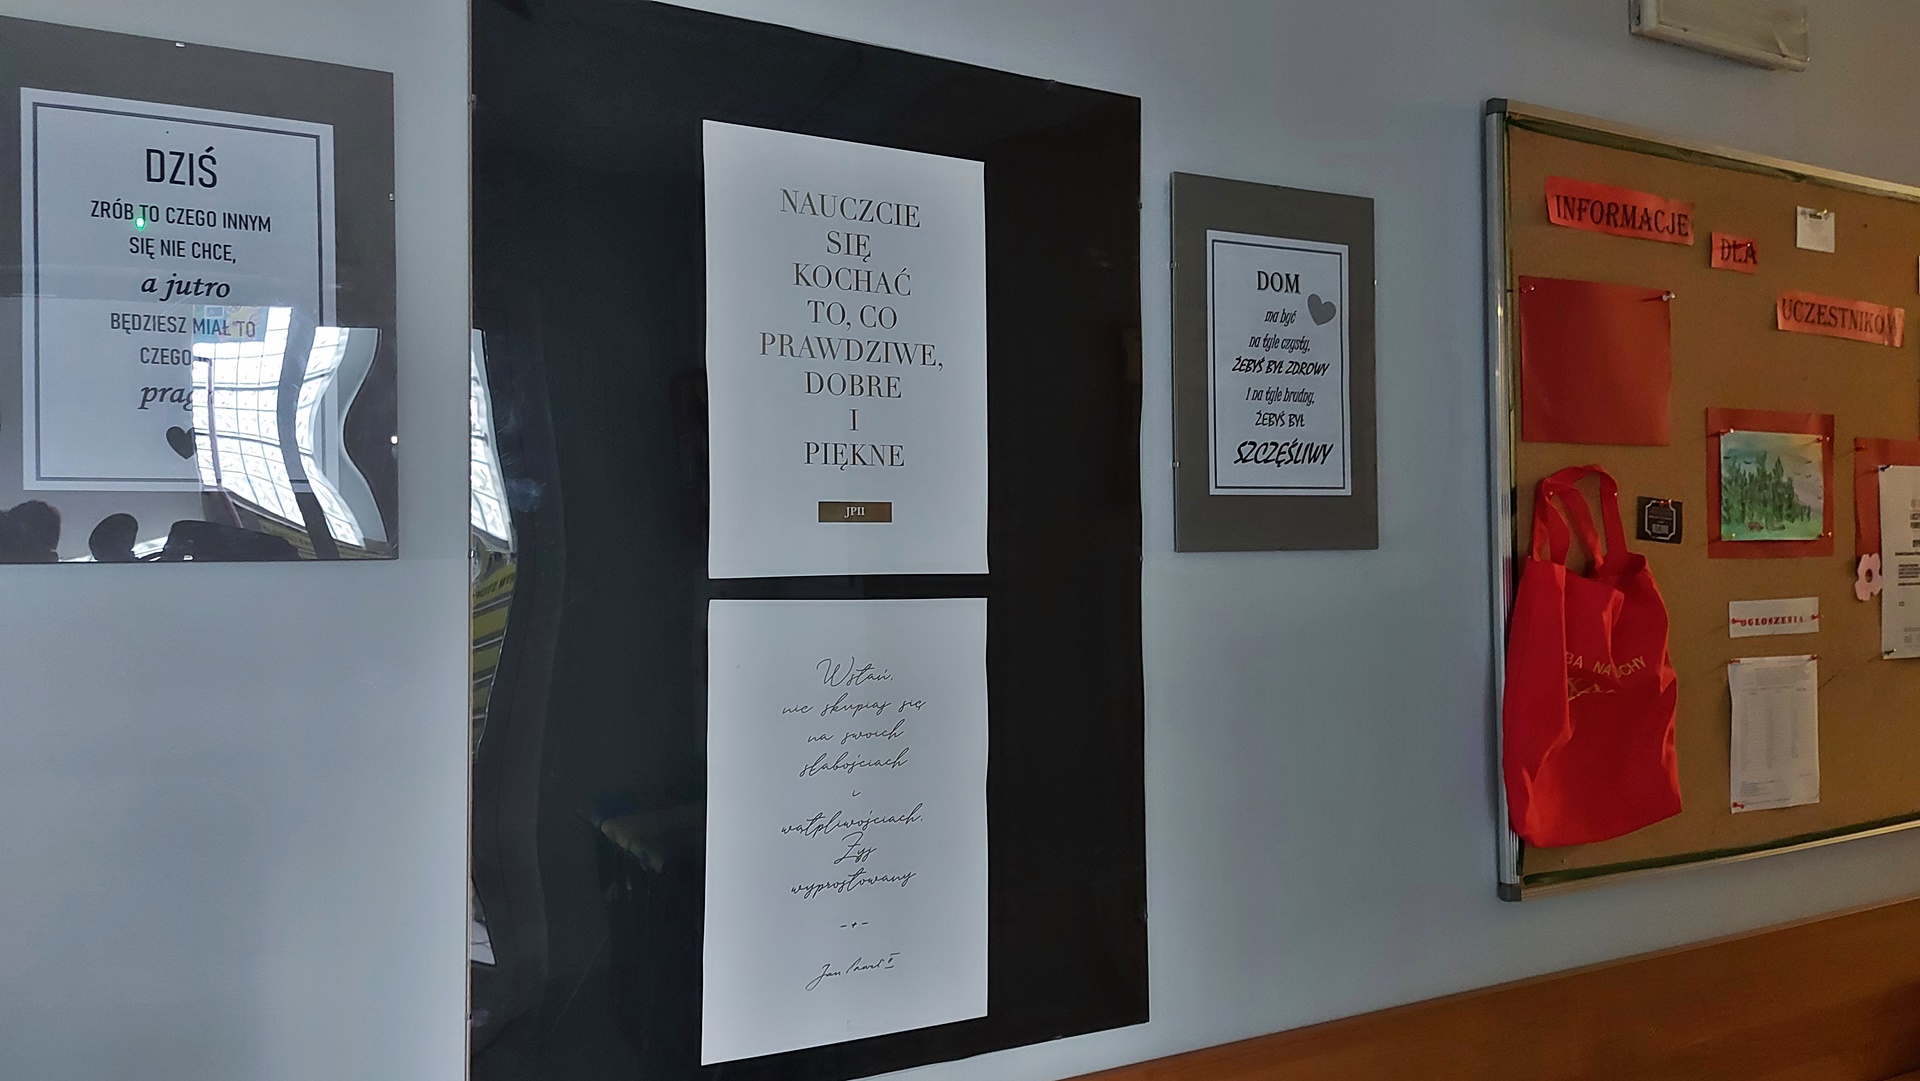 DZIŚ
ZRÓB TO CZEGO INNYM
SIĘ NIE CHCE,
a jutro
BĘDZIESZ MIAŁ TO
CZEGO
NAUCZCIE
SIĘ
KOCHAĆ
TO, CO
PRAWDZIWE,
DOBRE
I
PIĘKNE
JPII
Wstań,
nie skupiaj się
na swoich
słabościach
i
wątpliwościach.
Żyj
wyprostowany
Jan Paweł II
DOM
ma być
na tyle czysty,
ŻEBYŚ BYŁ ZDROWY
i na tyle brudny,
ŻEBYŚ BYŁ
SZCZĘŚLIWY
INFORMACJE
DLA
UCZESTNIKÓW
OGŁOSZENIA